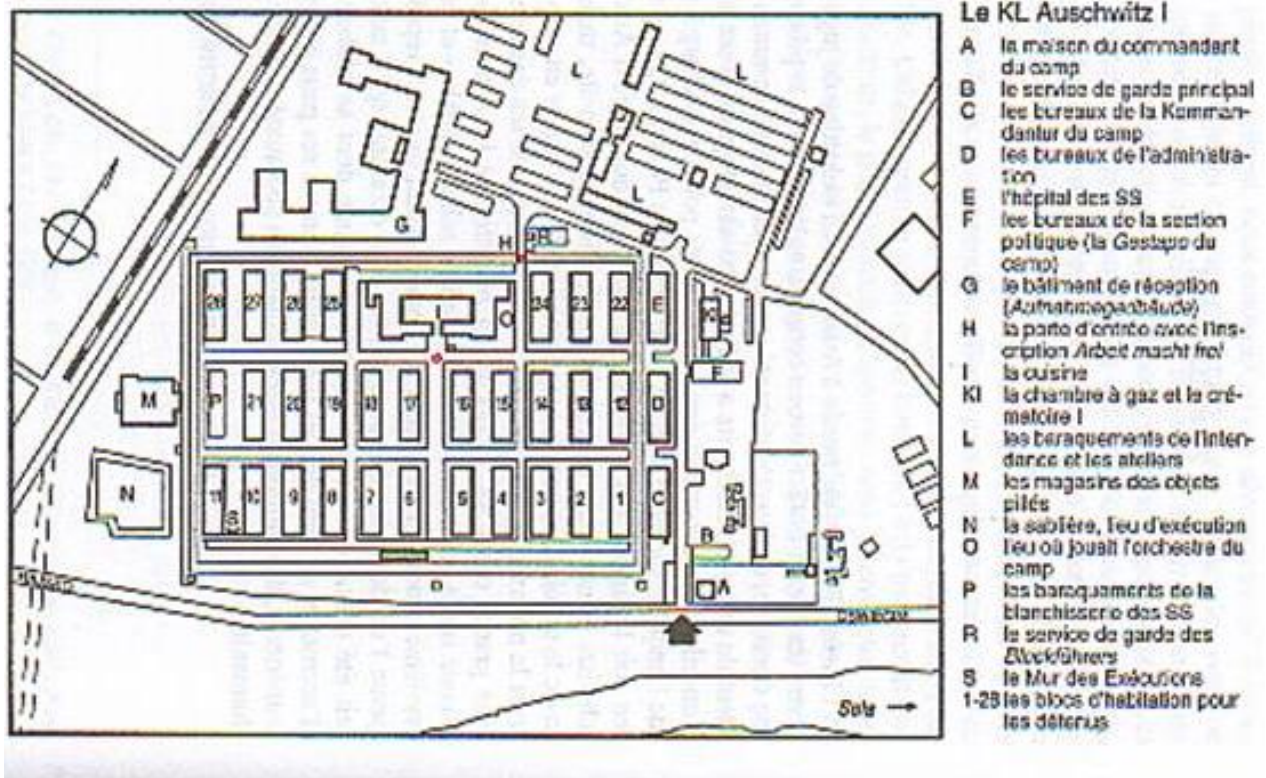 Le KL Auschwitz I
A la maison du commandant
du camp
B le service de garde principal
C les bureaux de la Komman-
dantur du camp
D les bureaux de l'administra-
tion
E l'hôpital des SS
F les bureaux de la section
politique (la Gestapo du
camp)
G le bâtiment de réception
(Aufnahmegebäude)
H la porte d'entrée avec l'ins-
cription Arbeit macht frei
I la cuisine
KI la chambre à gaz et le cré-
matoire I
L les baraquements de l'inten-
dance et les ateliers
M les magasins des objets
pillés
N la sablière, lieu d'exécution
O lieu où jouait l'orchestre du
camp
P les baraquements de la
blanchisserie des SS
R le service de garde des
Blockführers
S le Mur des Exécutions
1-28 les blocs d'habitation pour
les détenus
L
L
L
G
H
R
28 27 26 25 I O 24 23 22 E
KI
F
M
P 21 20 18 17 16 15 14 13 12 D
N
11 S 10 9 8 7 6 5 4 3 2 1 C
B
A
Sola